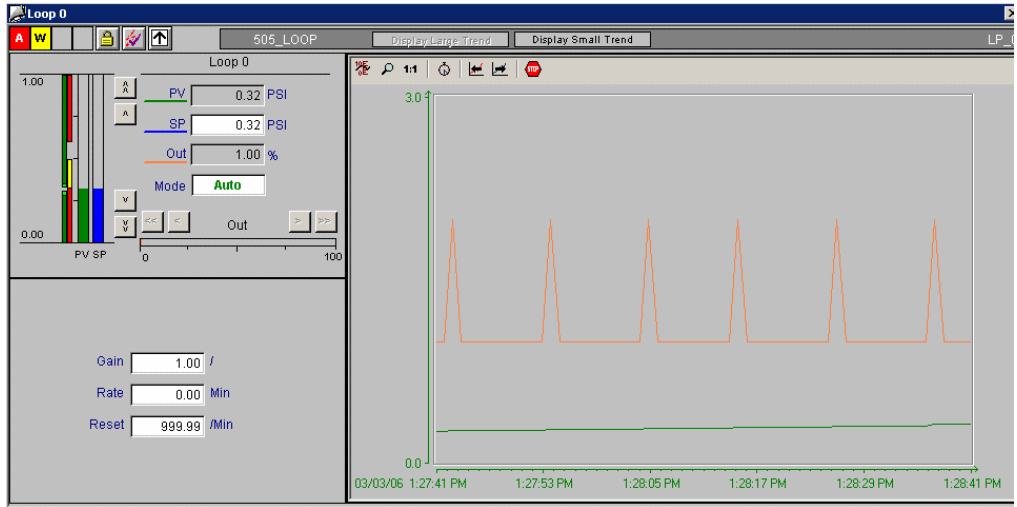 Loop 0
A W 505_LOOP Display Large Trend Display Small Trend LP_0
Loop 0
1.00
PV 0.32 PSI
SP 0.32 PSI
Out 1.00 %
Mode Auto
<< < Out > >>
0.00
PV SP
0 100
Gain 1.00 /
Rate 0.00 Min
Reset 999.99 /Min
1:1 STOP
3.0
0.0
03/03/06 1:27:41 PM 1:27:53 PM 1:28:05 PM 1:28:17 PM 1:28:29 PM 1:28:41 PM